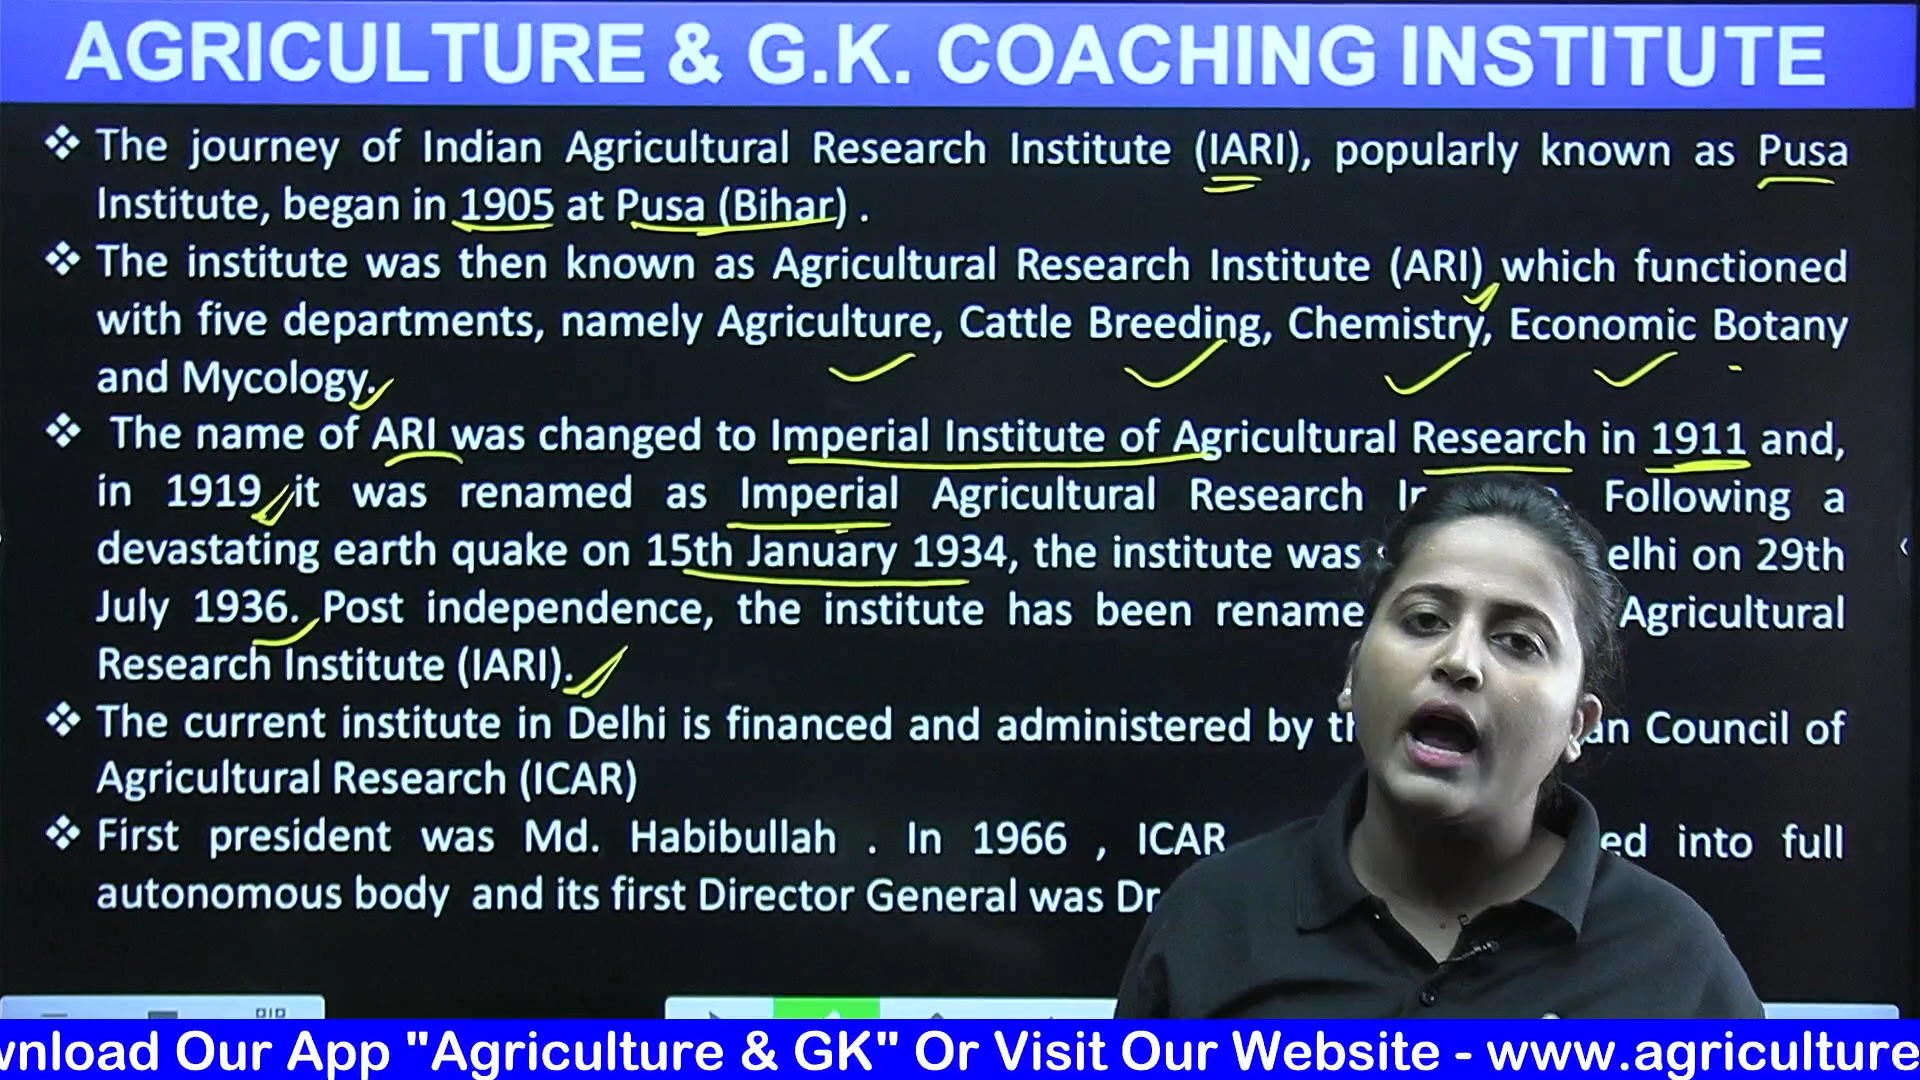 AGRICULTURE & G.K. COACHING INSTITUTE
❖ The journey of Indian Agricultural Research Institute (IARI), popularly known as Pusa
Institute, began in 1905 at Pusa (Bihar) .
❖ The institute was then known as Agricultural Research Institute (ARI) which functioned
with five departments, namely Agriculture, Cattle Breeding, Chemistry, Economic Botany
and Mycology.
❖ The name of ARI was changed to Imperial Institute of Agricultural Research in 1911 and,
in 1919 it was renamed as Imperial Agricultural Research Following a
devastating earth quake on 15th January 1934, the institute was elhi on 29th
July 1936. Post independence, the institute has been rename Agricultural
Research Institute (IARI).
❖ The current institute in Delhi is financed and administered by an Council of
Agricultural Research (ICAR)
❖ First president was Md. Habibullah . In 1966 , ICAR ed into full
autonomous body and its first Director General was Dr
wnload Our App "Agriculture & GK" Or Visit Our Website - www.agriculture